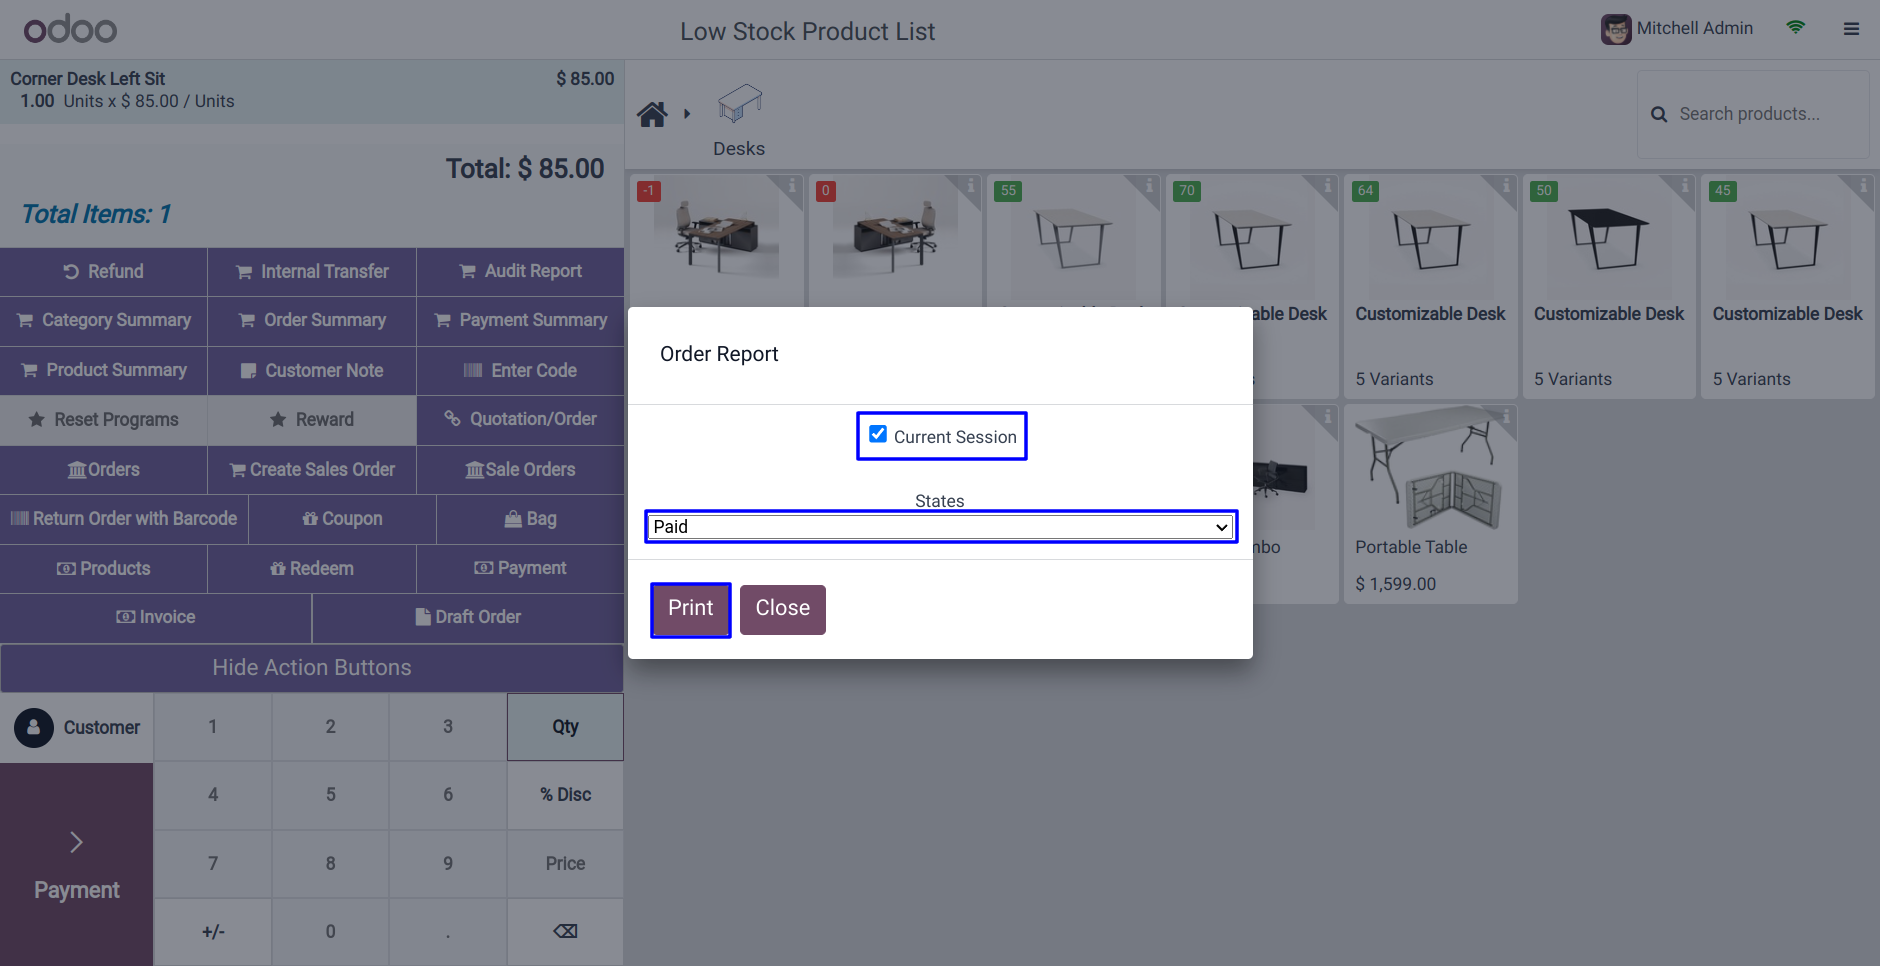 odoo
Low Stock Product List
Mitchell Admin
Corner Desk Left Sit $ 85.00
1.00 Units x $ 85.00 / Units
Total: $ 85.00
Total Items: 1
Refund Internal Transfer Audit Report
Category Summary Order Summary Payment Summary
Product Summary Customer Note Enter Code
Reset Programs Reward Quotation/Order
Orders Create Sales Order Sale Orders
Return Order with Barcode Coupon Bag
Products Redeem Payment
Invoice Draft Order
Hide Action Buttons
Customer 1 2 3 Qty
4 5 6 % Disc
7 8 9 Price
Payment
+/- 0 .
Desks
Search products...
-1 0 55 70 64 50 45
able Desk Customizable Desk Customizable Desk Customizable Desk
5 Variants 5 Variants 5 Variants
mbo Portable Table
$ 1,599.00
Order Report
Current Session
States
Paid
Print Close